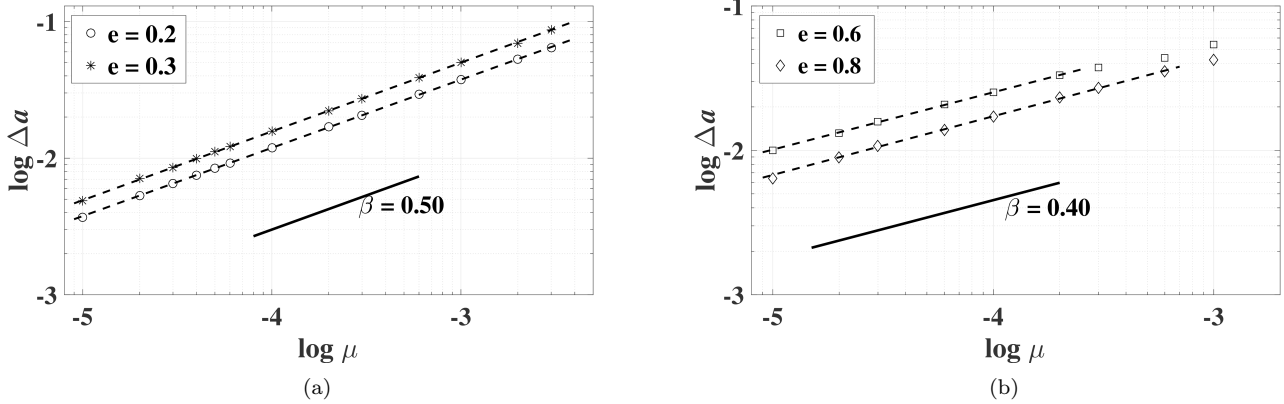 -1
e = 0.2
e = 0.3
-2
log Δa
β = 0.50
-3
-5
-4
-3
log μ
(a)
-1
e = 0.6
e = 0.8
-2
log Δa
β = 0.40
-3
-5
-4
-3
log μ
(b)